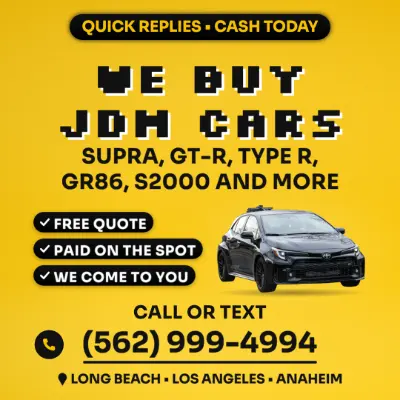 QUICK REPLIES • CASH TODAY
WE BUY
JDM CARS
SUPRA, GT-R, TYPE R,
GR86, S2000 AND MORE
FREE QUOTE
PAID ON THE SPOT
WE COME TO YOU
CALL OR TEXT
(562) 999-4994
LONG BEACH • LOS ANGELES • ANAHEIM